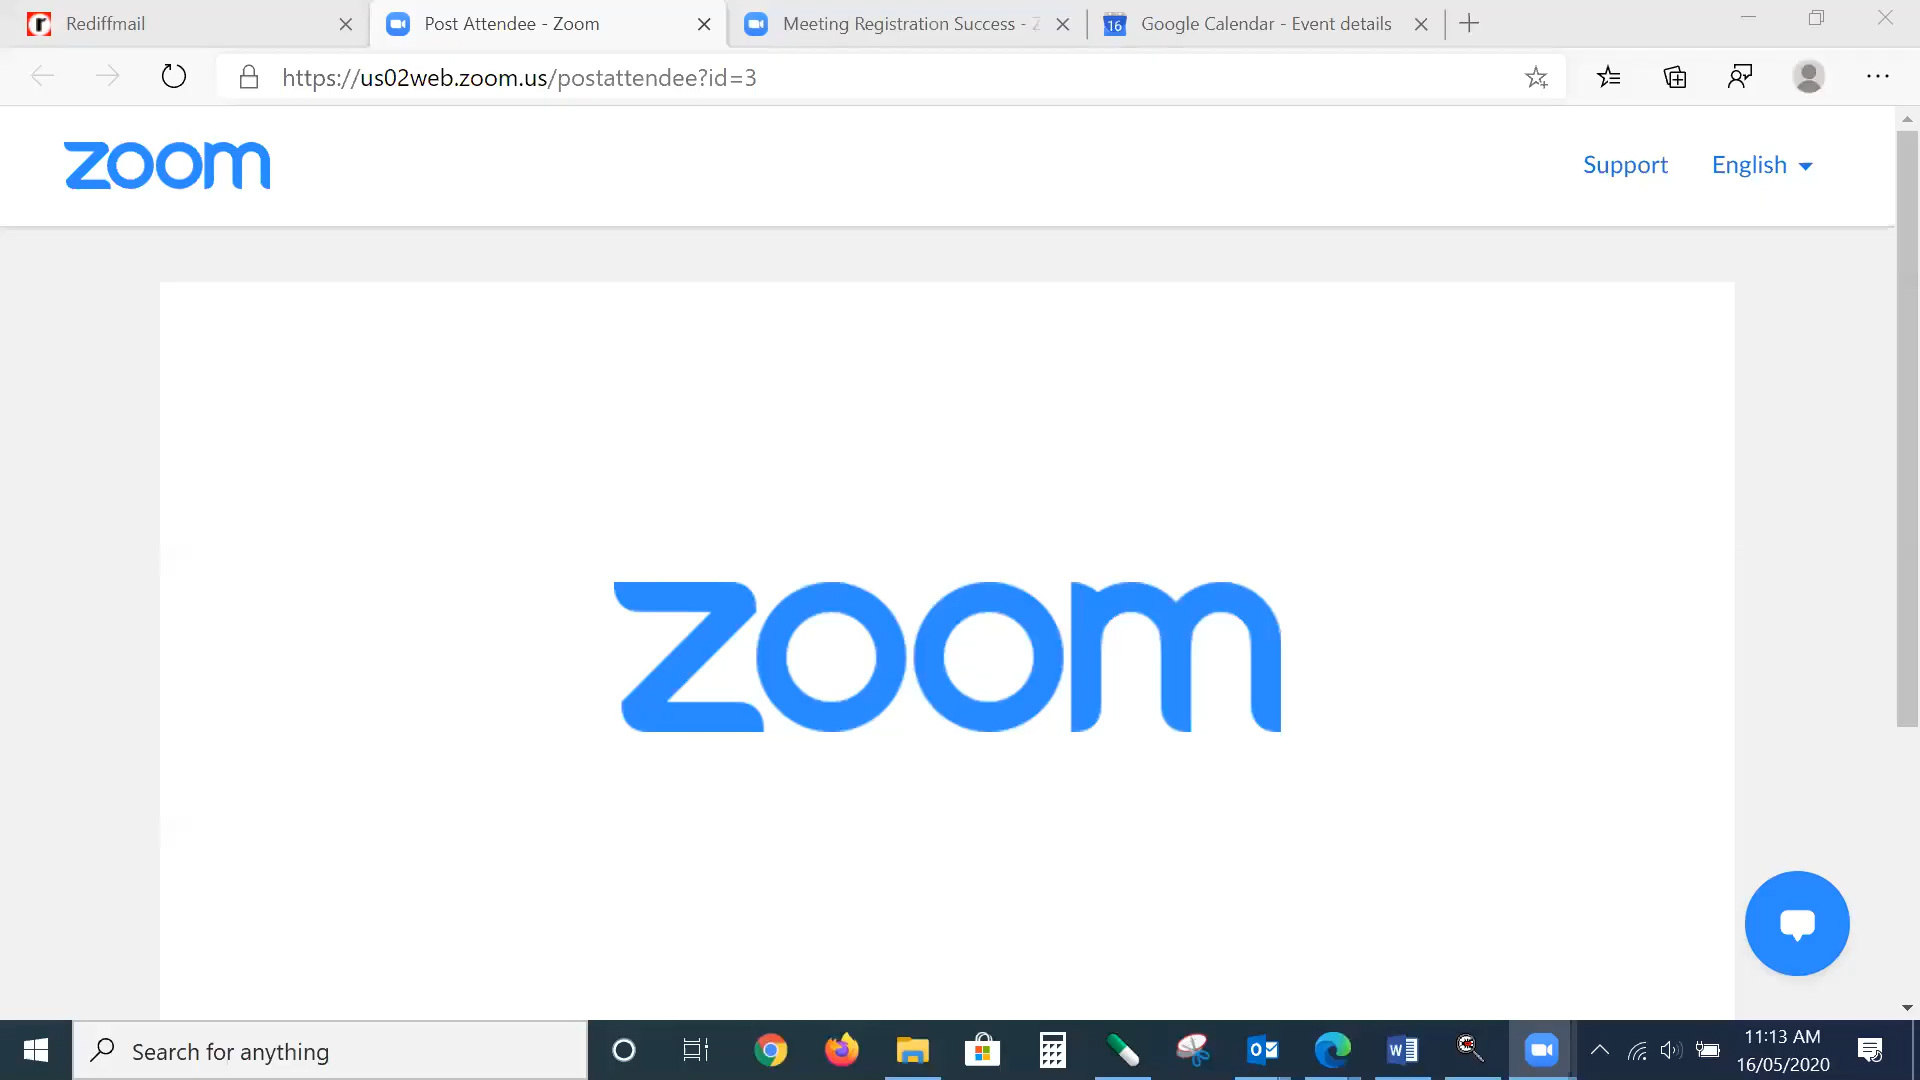 Rediffmail
Post Attendee - Zoom
Meeting Registration Success - Z
Google Calendar - Event details
https://us02web.zoom.us/postattendee?id=3
zoom
Support
English
zoom
Search for anything
11:13 AM
16/05/2020